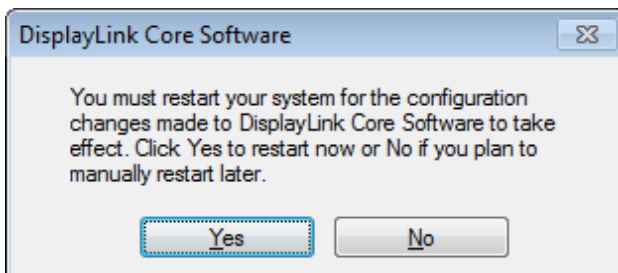 DisplayLink Core Software
You must restart your system for the configuration
changes made to DisplayLink Core Software to take
effect. Click Yes to restart now or No if you plan to
manually restart later.
Yes
No